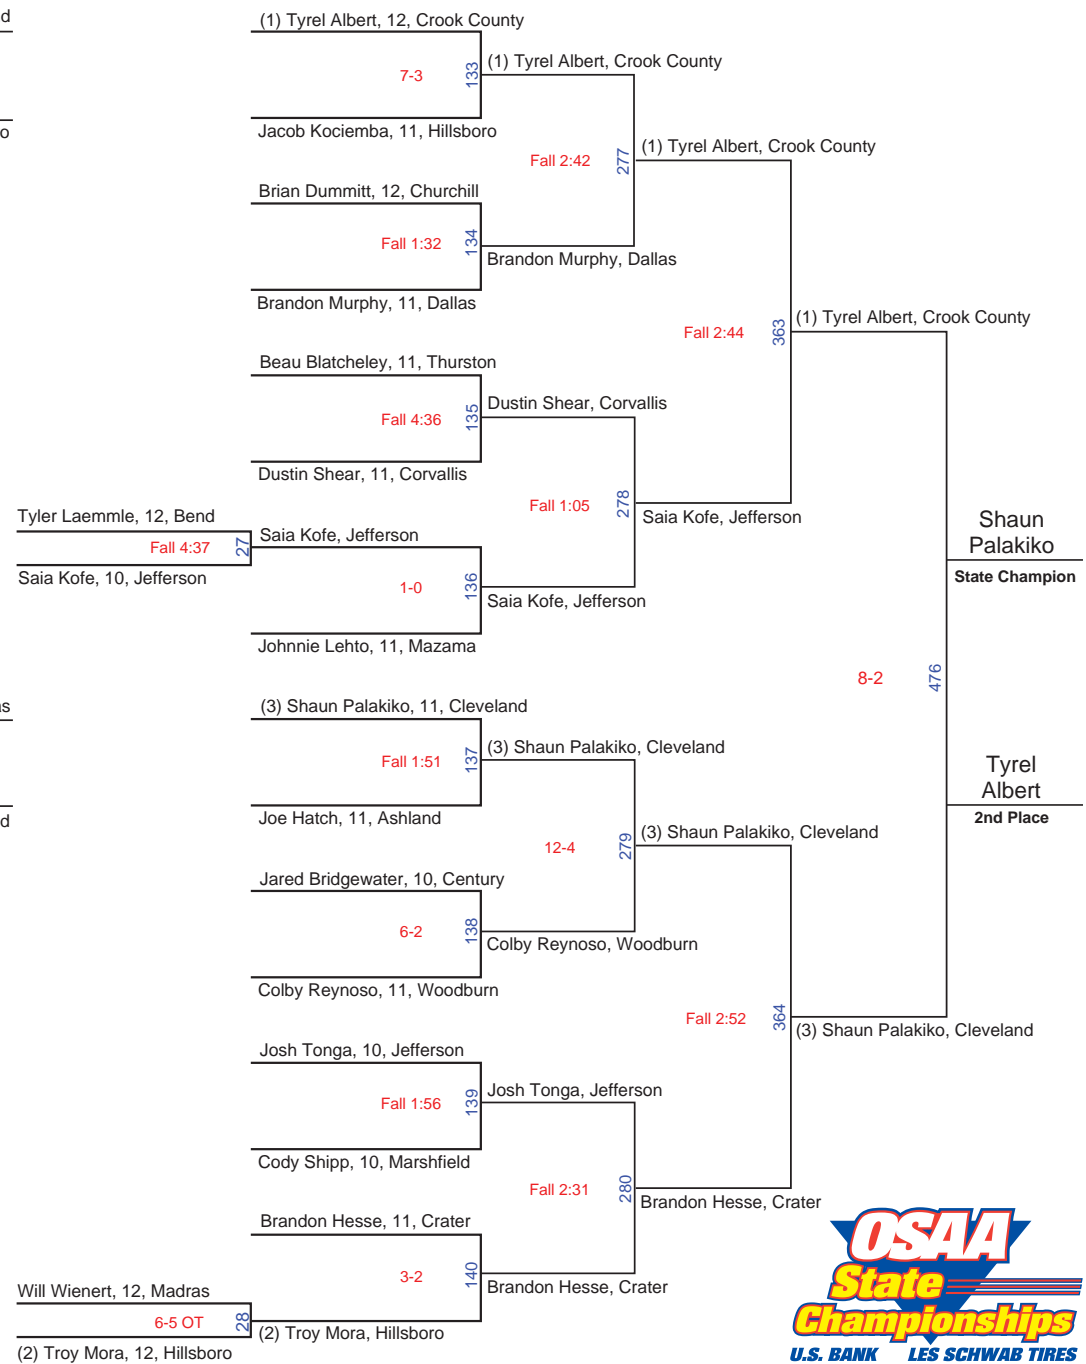 d
(1) Tyrel Albert, 12, Crook County
(1) Tyrel Albert, Crook County
7-3
133
Jacob Kociemba, 11, Hillsboro
o
(1) Tyrel Albert, Crook County
Fall 2:42
277
Brian Dummitt, 12, Churchill
Fall 1:32
134
Brandon Murphy, Dallas
Brandon Murphy, 11, Dallas
(1) Tyrel Albert, Crook County
Fall 2:44
363
Beau Blatcheley, 11, Thurston
Dustin Shear, Corvallis
Fall 4:36
135
Dustin Shear, 11, Corvallis
Fall 1:05
278
Saia Kofe, Jefferson
Tyler Laemmle, 12, Bend
Saia Kofe, Jefferson
Fall 4:37
27
Saia Kofe, 10, Jefferson
1-0
136
Saia Kofe, Jefferson
Johnnie Lehto, 11, Mazama
Shaun
Palakiko
State Champion
8-2
476
as
(3) Shaun Palakiko, 11, Cleveland
(3) Shaun Palakiko, Cleveland
Fall 1:51
137
Joe Hatch, 11, Ashland
d
Tyrel
Albert
2nd Place
(3) Shaun Palakiko, Cleveland
12-4
279
Jared Bridgewater, 10, Century
6-2
138
Colby Reynoso, Woodburn
Colby Reynoso, 11, Woodburn
Fall 2:52
364
(3) Shaun Palakiko, Cleveland
Josh Tonga, 10, Jefferson
Josh Tonga, Jefferson
Fall 1:56
139
Cody Shipp, 10, Marshfield
Fall 2:31
280
Brandon Hesse, Crater
Brandon Hesse, 11, Crater
3-2
140
Brandon Hesse, Crater
Will Wienert, 12, Madras
6-5 OT
28
(2) Troy Mora, Hillsboro
(2) Troy Mora, 12, Hillsboro
OSAA
State
Championships
U.S. BANK LES SCHWAB TIRES